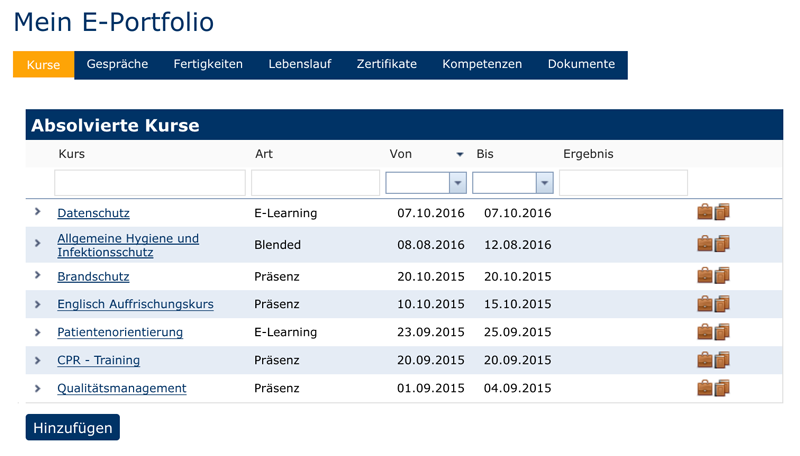 Mein E-Portfolio
Kurse Gespräche Fertigkeiten Lebenslauf Zertifikate Kompetenzen Dokumente
Absolvierte Kurse
Kurs Art Von Bis Ergebnis
Datenschutz E-Learning 07.10.2016 07.10.2016
Allgemeine Hygiene und
Infektionsschutz Blended 08.08.2016 12.08.2016
Brandschutz Präsenz 20.10.2015 20.10.2015
Englisch Auffrischungskurs Präsenz 10.10.2015 15.10.2015
Patientenorientierung E-Learning 23.09.2015 25.09.2015
CPR - Training Präsenz 20.09.2015 20.09.2015
Qualitätsmanagement Präsenz 01.09.2015 04.09.2015
Hinzufügen